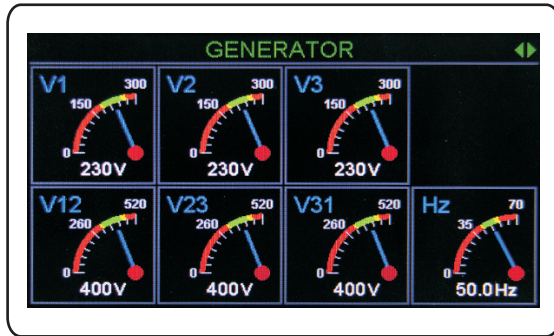 GENERATOR
V1 300 V2 300 V3 300
150 150 150
0 0 0
230V 230V 230V
V12 520 V23 520 V31 520 Hz 70
260 260 260 35
0 0 0 0
400V 400V 400V 50.0Hz